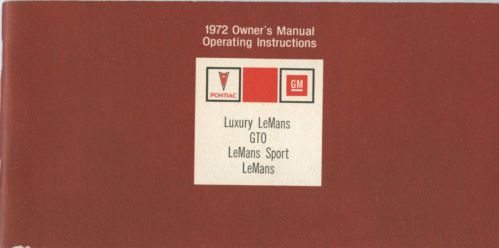 1972 Owner's Manual
Operating Instructions
PONTIAC
GM
Luxury LeMans
GTO
LeMans Sport
LeMans